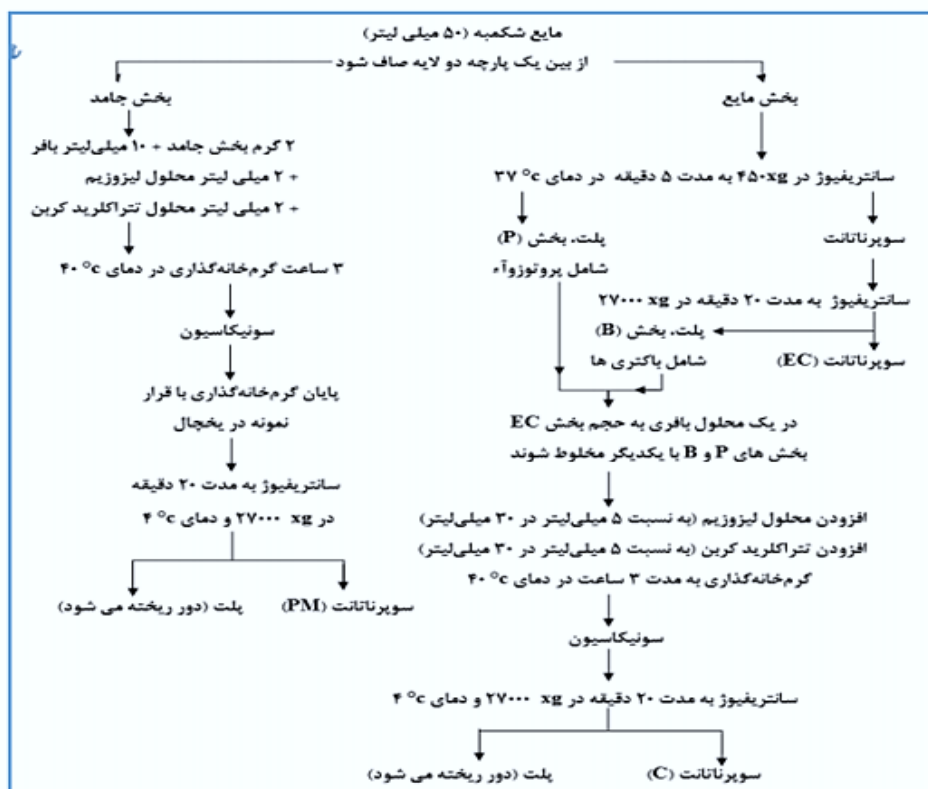 مایع شکمبه (۵۰ میلی لیتر)
از بین یک پارچه دو لایه صاف شود
بخش مایع
سانتریفیوژ در ۴۵۰xg به مدت ۵ دقیقه در دمای ۳۷ °c
سوپرناتانت
پلت. بخش (P)
شامل پروتوزوآء
سانتریفیوژ به مدت ۲۰ دقیقه در ۲۷۰۰۰ xg
پلت. بخش (B)
شامل باکتری ها
سوپرناتانت (EC)
در یک محلول بافری به حجم بخش EC
بخش های P و B با یکدیگر مخلوط شوند
افزودن محلول لیزوزیم (به نسبت ۵ میلی‌لیتر در ۳۰ میلی‌لیتر)
افزودن تتراکلرید کربن (به نسبت ۵ میلی‌لیتر در ۳۰ میلی‌لیتر)
گرم‌خانه‌گذاری به مدت ۳ ساعت در دمای ۴۰ °c
سونیکاسیون
سانتریفیوژ به مدت ۲۰ دقیقه در ۲۷۰۰۰ xg و دمای ۴ °c
سوپرناتانت (C)
پلت (دور ریخته می شود)
بخش جامد
۲ گرم بخش جامد + ۱۰ میلی‌لیتر بافر
+ ۲ میلی لیتر محلول لیزوزیم
+ ۲ میلی لیتر محلول تتراکلرید کربن
۳ ساعت گرم‌خانه‌گذاری در دمای ۴۰ °c
سونیکاسیون
پایان گرم‌خانه‌گذاری با قرار
نمونه در یخچال
سانتریفیوژ به مدت ۲۰ دقیقه
در ۲۷۰۰۰ xg و دمای ۴ °c
سوپرناتانت (PM)
پلت (دور ریخته می شود)